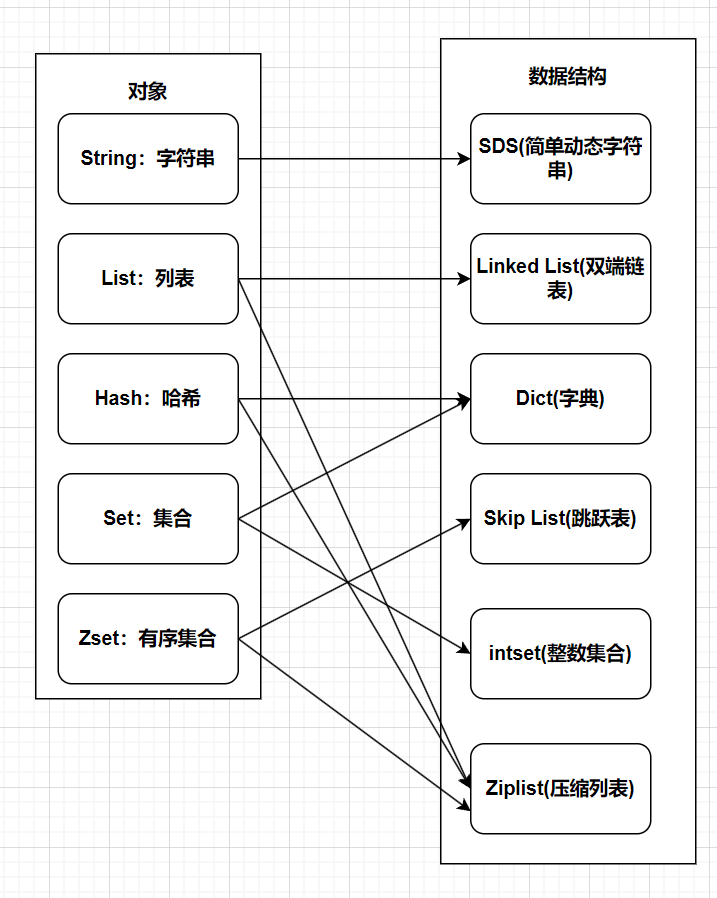 对象
String：字符串
List：列表
Hash：哈希
Set：集合
Zset：有序集合
数据结构
SDS(简单动态字符
串)
Linked List(双端链
表)
Dict(字典)
Skip List(跳跃表)
intset(整数集合)
Ziplist(压缩列表)